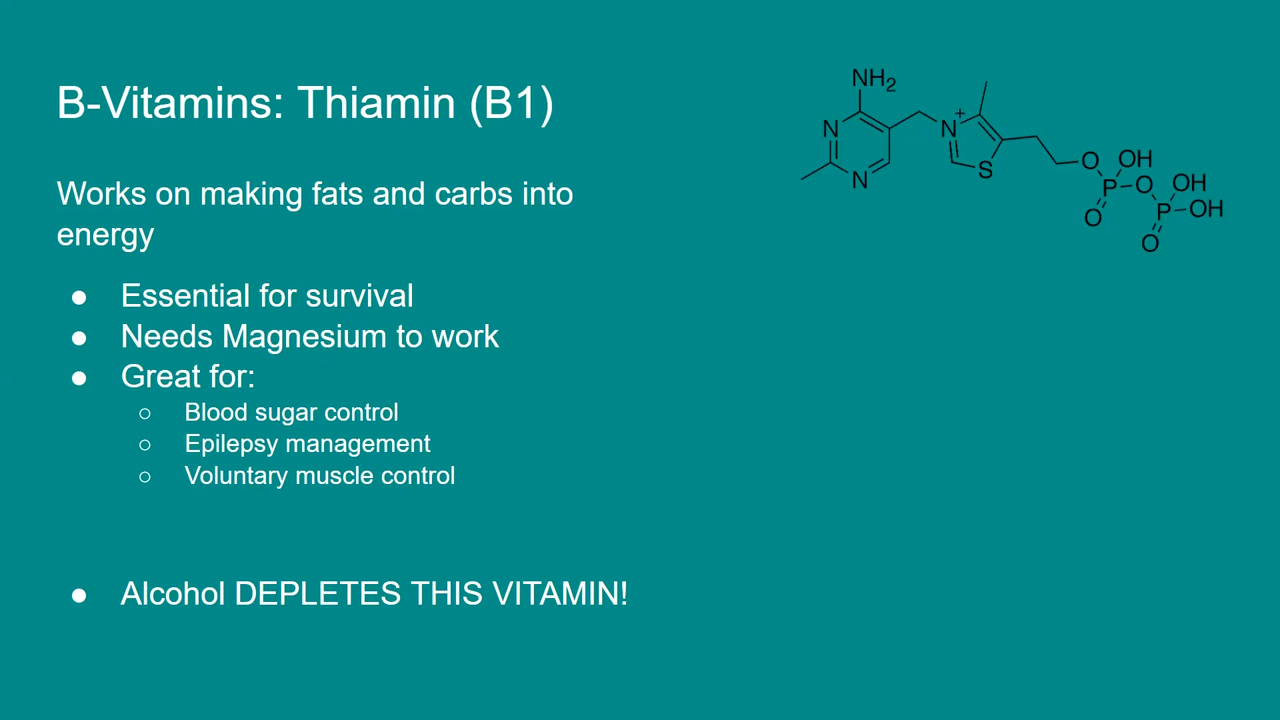 B-Vitamins: Thiamin (B1)
Works on making fats and carbs into
energy
● Essential for survival
● Needs Magnesium to work
● Great for:
○ Blood sugar control
○ Epilepsy management
○ Voluntary muscle control
● Alcohol DEPLETES THIS VITAMIN!
NH2
N
N
N
+
S
O
OH
P
O
O
OH
P
OH
O